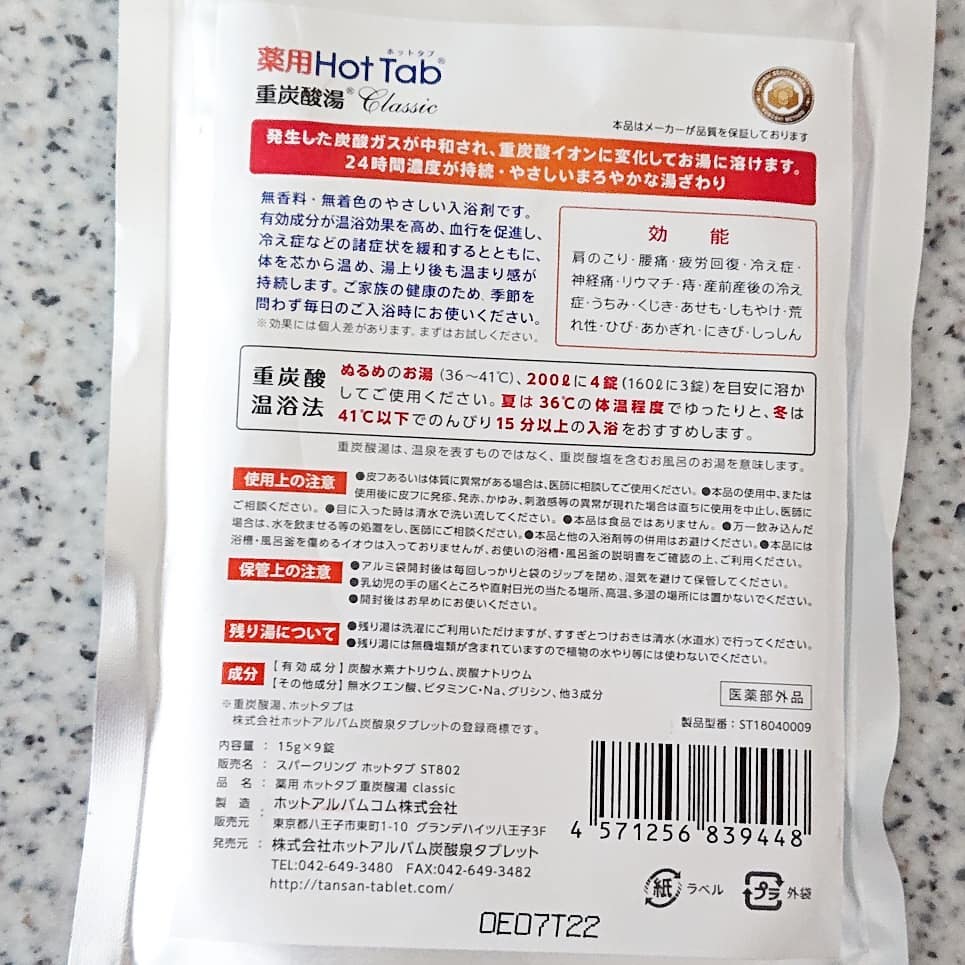 ホットタブ
薬用Hot Tab®
重炭酸湯® Classic
本品はメーカーが品質を保証しております
発生した炭酸ガスが中和され、重炭酸イオンに変化してお湯に溶けます。
24時間濃度が持続・やさしいまろやかな湯ざわり
無香料・無着色のやさしい入浴剤です。
有効成分が温浴効果を高め、血行を促進し、
冷え症などの諸症状を緩和するとともに、
体を芯から温め、湯上り後も温まり感が
持続します。ご家族の健康のため、季節を
問わず毎日のご入浴時にお使いください。
※効果には個人差があります。まずはお試しください。
効 能
肩のこり・腰痛・疲労回復・冷え症・
神経痛・リウマチ・痔・産前産後の冷え
症・うちみ・くじき・あせも・しもやけ・荒
れ性・ひび・あかぎれ・にきび・しっしん
重炭酸
温浴法
ぬるめのお湯（36〜41℃）、200ℓに4錠（160ℓに3錠）を目安に溶か
してご使用ください。夏は36℃の体温程度でゆったりと、冬は
41℃以下でのんびり15分以上の入浴をおすすめします。
重炭酸湯は、温泉を表すものではなく、重炭酸塩を含むお風呂のお湯を意味します。
使用上の注意 ●皮フあるいは体質に異常がある場合は、医師に相談してご使用ください。●本品の使用中、または
使用後に皮フに発疹、発赤、かゆみ、刺激感等の異常が現れた場合は直ちに使用を中止し、医師に
ご相談ください。●目に入った時は清水で洗い流してください。●本品は食品ではありません。●万一飲み込んだ
場合は、水を飲ませる等の処置をし、医師にご相談ください。●本品と他の入浴剤等の併用はお避けください。●本品には
浴槽・風呂釜を傷めるイオウは入っておりませんが、お使いの浴槽・風呂釜の説明書をご確認の上、ご利用ください。
保管上の注意 ●アルミ袋開封後は毎回しっかりと袋のジップを閉め、湿気を避けて保管してください。
●乳幼児の手の届くところや直射日光の当たる場所、高温、多湿の場所には置かないでください。
●開封後はお早めにお使いください。
残り湯について ●残り湯は洗濯にご利用いただけますが、すすぎとつけおきは清水（水道水）で行ってください。
●残り湯には無機塩類が含まれていますので植物の水やり等には使わないでください。
成分 【有効成分】炭酸水素ナトリウム、炭酸ナトリウム
【その他成分】無水クエン酸、ビタミンC・Na、グリシン、他3成分
医薬部外品
※重炭酸湯、ホットタブは
株式会社ホットアルバム炭酸泉タブレットの登録商標です。
製品型番：ST18040009
内容量： 15g×9錠
販売名： スパークリング ホットタブ ST802
品 名： 薬用 ホットタブ 重炭酸湯 classic
製 造
販売元： ホットアルバムコム株式会社
東京都八王子市東町1-10 グランデハイツ八王子3F
発売元： 株式会社ホットアルバム炭酸泉タブレット
TEL:042-649-3480 FAX:042-649-3482
http://tansan-tablet.com/
4 571256 839448
紙 ラベル
プラ 外袋
0E07T22